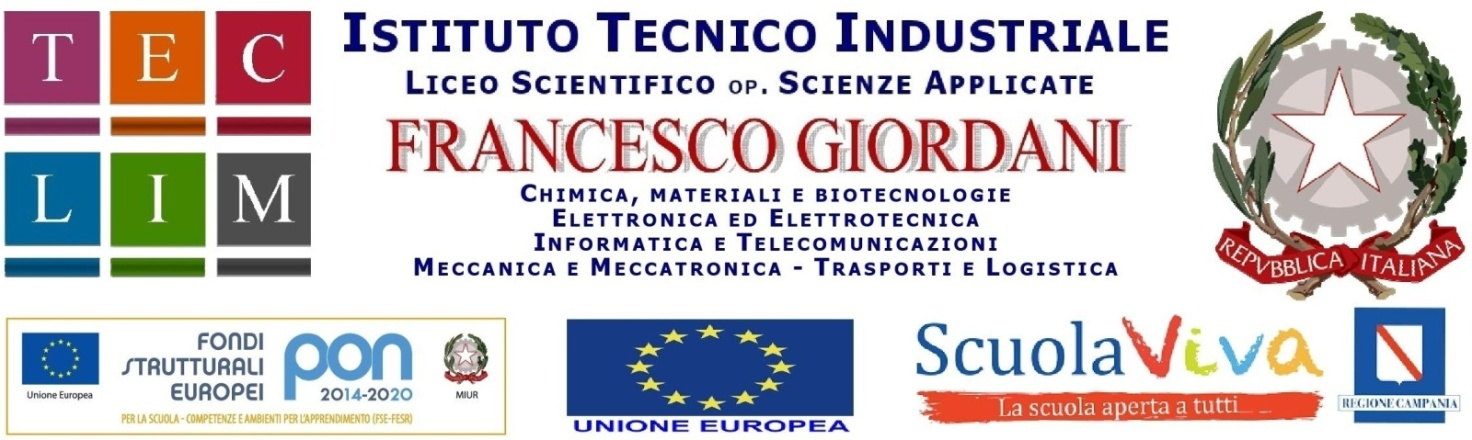 T E C
L I M
ISTITUTO TECNICO INDUSTRIALE
LICEO SCIENTIFICO OP. SCIENZE APPLICATE
FRANCESCO GIORDANI
CHIMICA, MATERIALI E BIOTECNOLOGIE
ELETTRONICA ED ELETTROTECNICA
INFORMATICA E TELECOMUNICAZIONI
MECCANICA E MECCATRONICA - TRASPORTI E LOGISTICA
REPVBBLICA ITALIANA
Unione Europea
FONDI
STRUTTURALI
EUROPEI
pon
2014-2020
MIUR
PER LA SCUOLA - COMPETENZE E AMBIENTI PER L'APPRENDIMENTO (FSE-FESR)
UNIONE EUROPEA
ScuolaViva
La scuola aperta a tutti
REGIONE CAMPANIA